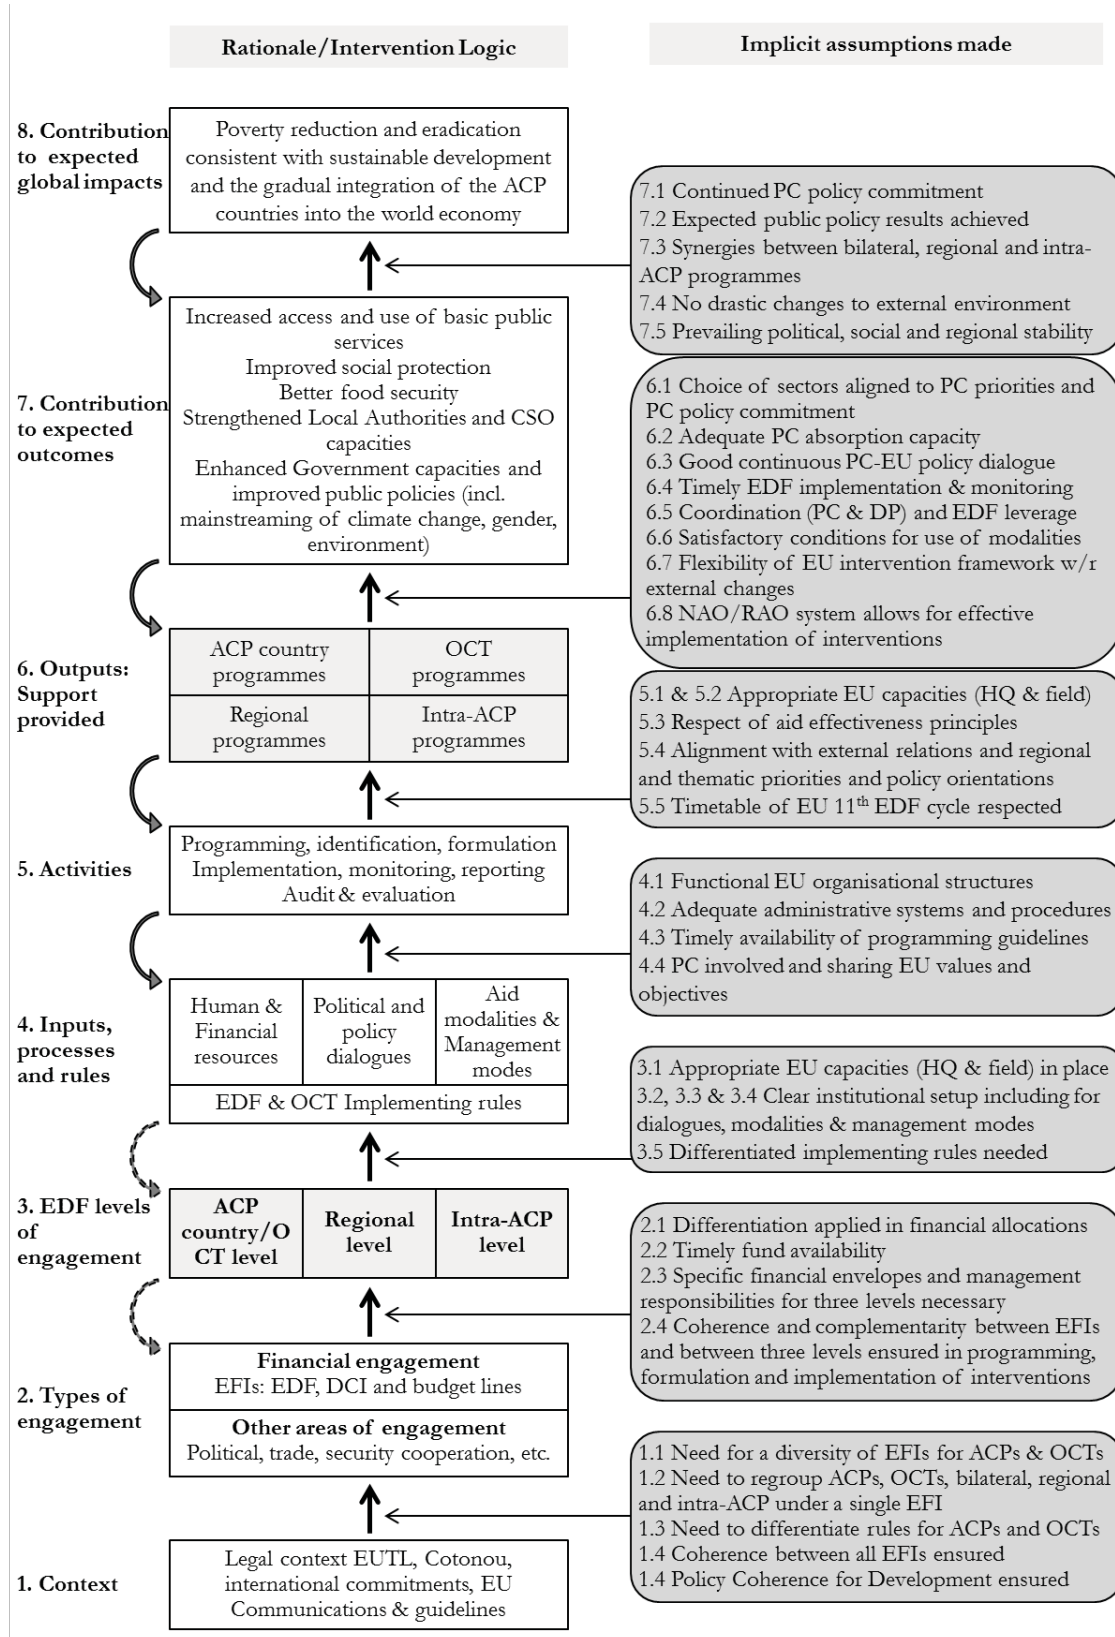 Rationale/Intervention Logic
Implicit assumptions made
8. Contribution
to expected
global impacts
Poverty reduction and eradication
consistent with sustainable development
and the gradual integration of the ACP
countries into the world economy
7.1 Continued PC policy commitment
7.2 Expected public policy results achieved
7.3 Synergies between bilateral, regional and intra-
ACP programmes
7.4 No drastic changes to external environment
7.5 Prevailing political, social and regional stability
7. Contribution
to expected
outcomes
Increased access and use of basic public
services
Improved social protection
Better food security
Strengthened Local Authorities and CSO
capacities
Enhanced Government capacities and
improved public policies (incl.
mainstreaming of climate change, gender,
environment)
6.1 Choice of sectors aligned to PC priorities and
PC policy commitment
6.2 Adequate PC absorption capacity
6.3 Good continuous PC-EU policy dialogue
6.4 Timely EDF implementation & monitoring
6.5 Coordination (PC & DP) and EDF leverage
6.6 Satisfactory conditions for use of modalities
6.7 Flexibility of EU intervention framework w/r
external changes
6.8 NAO/RAO system allows for effective
implementation of interventions
6. Outputs:
Support
provided
ACP country
programmes
OCT
programmes
Regional
programmes
Intra-ACP
programmes
5.1 & 5.2 Appropriate EU capacities (HQ & field)
5.3 Respect of aid effectiveness principles
5.4 Alignment with external relations and regional
and thematic priorities and policy orientations
5.5 Timetable of EU 11th EDF cycle respected
5. Activities
Programming, identification, formulation
Implementation, monitoring, reporting
Audit & evaluation
4.1 Functional EU organisational structures
4.2 Adequate administrative systems and procedures
4.3 Timely availability of programming guidelines
4.4 PC involved and sharing EU values and
objectives
4. Inputs,
processes
and rules
Human &
Financial
resources
Political and
policy
dialogues
Aid
modalities &
Management
modes
EDF & OCT Implementing rules
3.1 Appropriate EU capacities (HQ & field) in place
3.2, 3.3 & 3.4 Clear institutional setup including for
dialogues, modalities & management modes
3.5 Differentiated implementing rules needed
3. EDF levels
of
engagement
ACP
country/O
CT level
Regional
level
Intra-ACP
level
2.1 Differentiation applied in financial allocations
2.2 Timely fund availability
2.3 Specific financial envelopes and management
responsibilities for three levels necessary
2.4 Coherence and complementarity between EFIs
and between three levels ensured in programming,
formulation and implementation of interventions
2. Types of
engagement
Financial engagement
EFIs: EDF, DCI and budget lines
Other areas of engagement
Political, trade, security cooperation, etc.
1.1 Need for a diversity of EFIs for ACPs & OCTs
1.2 Need to regroup ACPs, OCTs, bilateral, regional
and intra-ACP under a single EFI
1.3 Need to differentiate rules for ACPs and OCTs
1.4 Coherence between all EFIs ensured
1.4 Policy Coherence for Development ensured
1. Context
Legal context EUTL, Cotonou,
international commitments, EU
Communications & guidelines